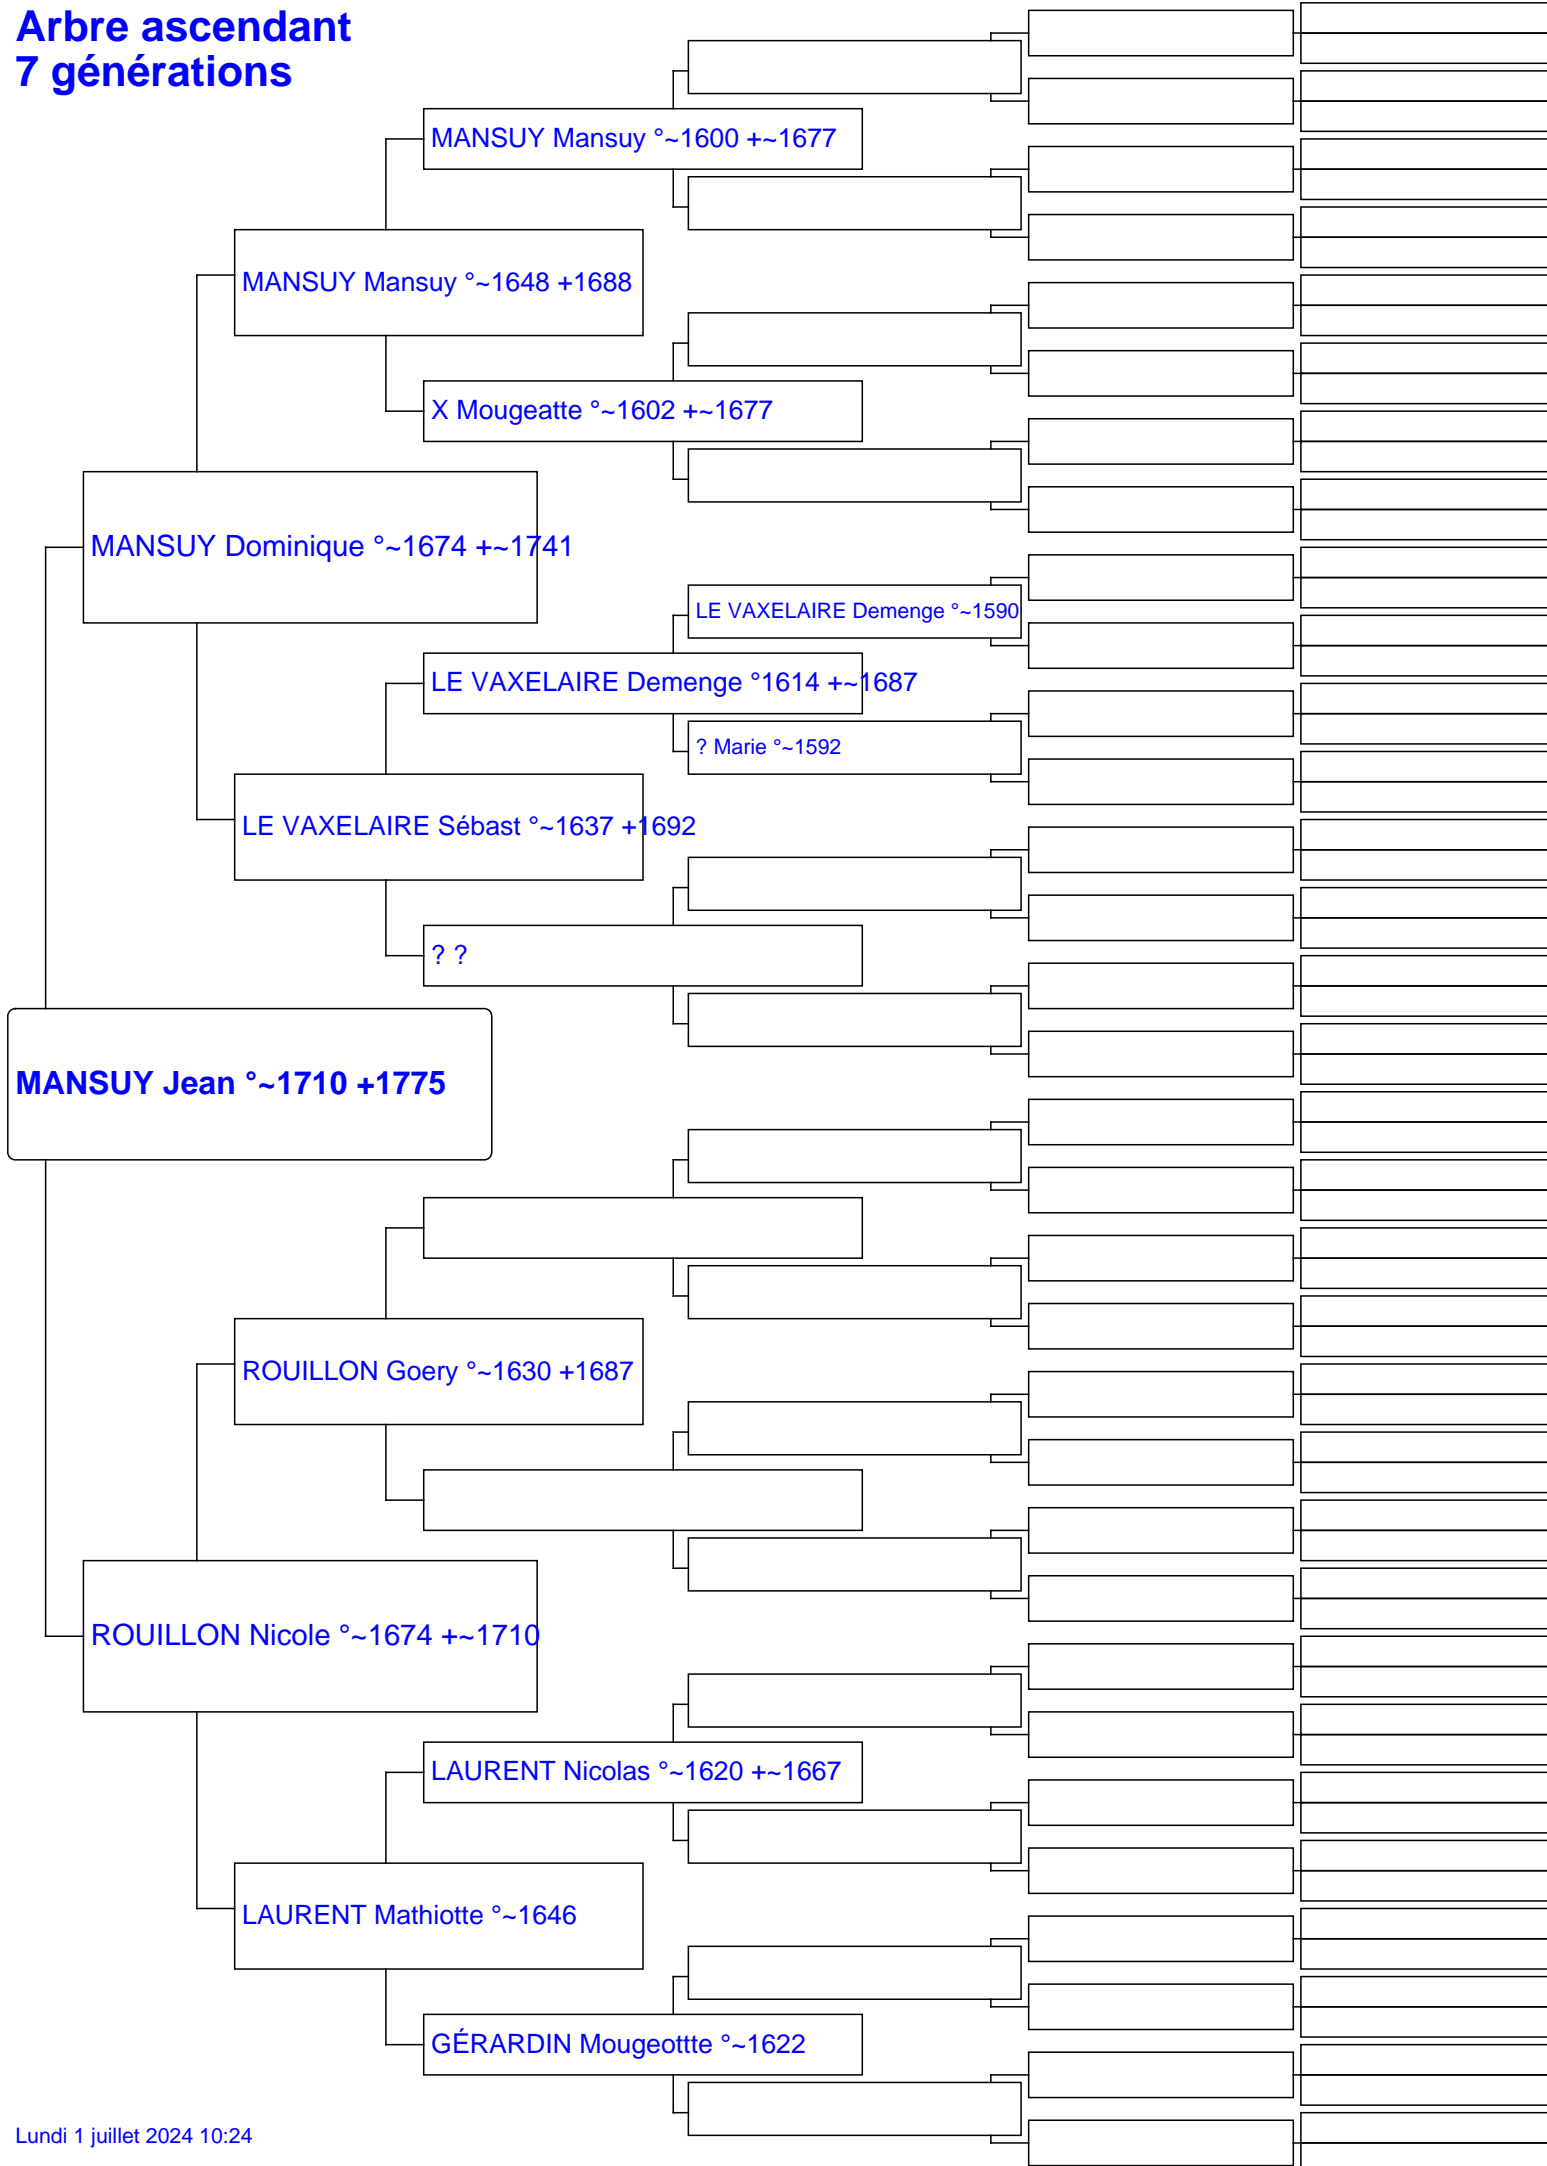 Arbre ascendant
7 générations
MANSUY Mansuy °~1600 +~1677
MANSUY Mansuy °~1648 +1688
X Mougeatte °~1602 +~1677
MANSUY Dominique °~1674 +~1741
LE VAXELAIRE Demenge °~1590
LE VAXELAIRE Demenge °1614 +~1687
? Marie °~1592
LE VAXELAIRE Sébast °~1637 +1692
? ?
MANSUY Jean °~1710 +1775
ROUILLON Goery °~1630 +1687
ROUILLON Nicole °~1674 +~1710
LAURENT Nicolas °~1620 +~1667
LAURENT Mathiotte °~1646
GÉRARDIN Mougeottte °~1622
Lundi 1 juillet 2024 10:24